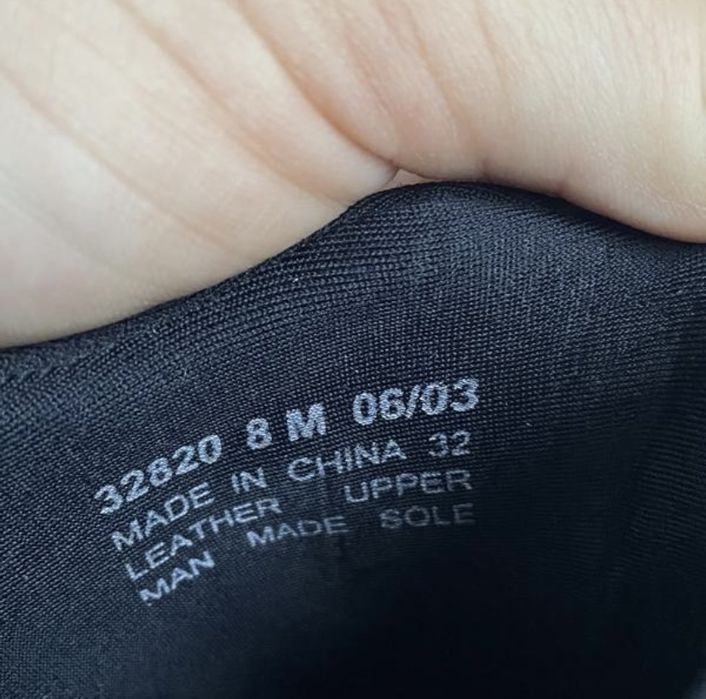 32820 8 M 06/03
MADE IN CHINA 32
LEATHER UPPER
MAN MADE SOLE